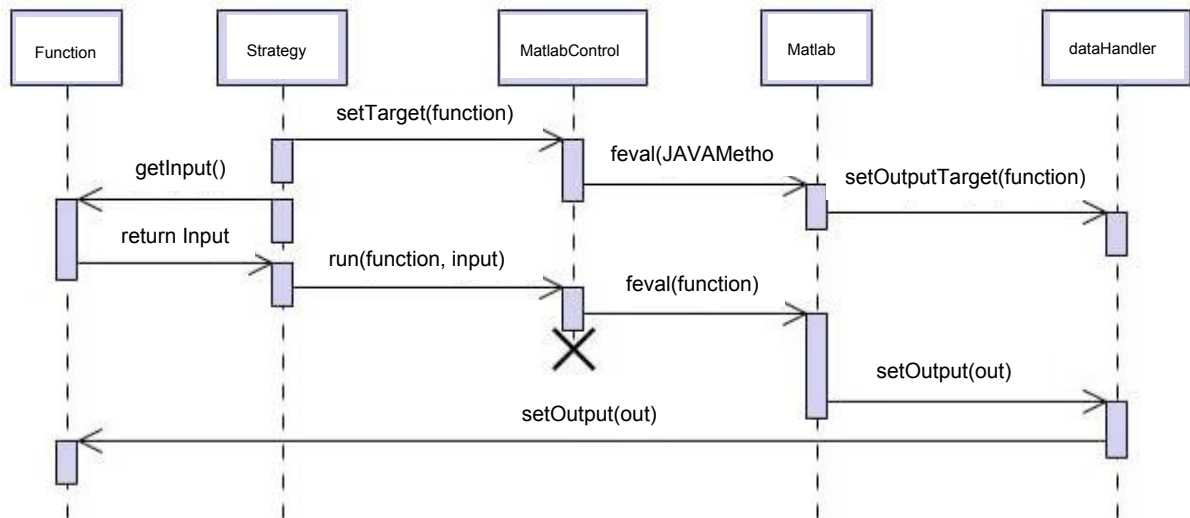 Function
Strategy
MatlabControl
Matlab
dataHandler
setTarget(function)
feval(JAVAMetho
getInput()
setOutputTarget(function)
return Input
run(function, input)
feval(function)
setOutput(out)
setOutput(out)